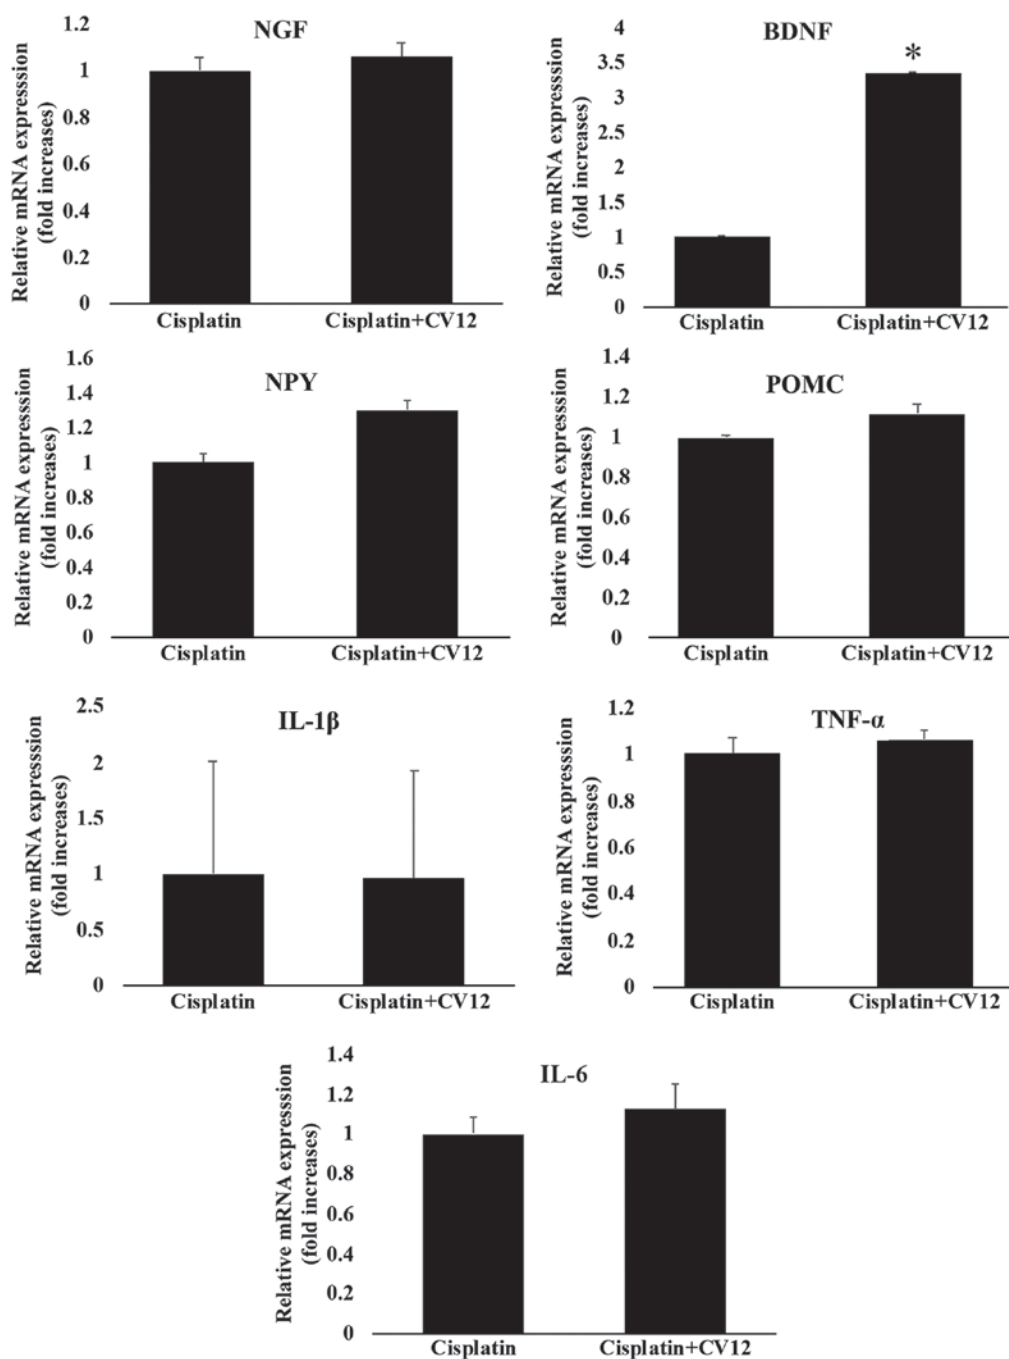 NGF
Relative mRNA expresssion
(fold increases)
1.2
1
0.8
0.6
0.4
0.2
0
Cisplatin
Cisplatin+CV12
BDNF
*
Relative mRNA expresssion
(fold increases)
4
3.5
3
2.5
2
1.5
1
0.5
0
Cisplatin
Cisplatin+CV12
NPY
Relative mRNA expresssion
(fold increases)
1.6
1.4
1.2
1
0.8
0.6
0.4
0.2
0
Cisplatin
Cisplatin+CV12
POMC
Relative mRNA expresssion
(fold increases)
1.4
1.2
1
0.8
0.6
0.4
0.2
0
Cisplatin
Cisplatin+CV12
IL-1β
Relative mRNA expresssion
(fold increases)
2.5
2
1.5
1
0.5
0
Cisplatin
Cisplatin+CV12
TNF-α
Relative mRNA expresssion
(fold increases)
1.2
1
0.8
0.6
0.4
0.2
0
Cisplatin
Cisplatin+CV12
IL-6
Relative mRNA expresssion
(fold increases)
1.4
1.2
1
0.8
0.6
0.4
0.2
0
Cisplatin
Cisplatin+CV12